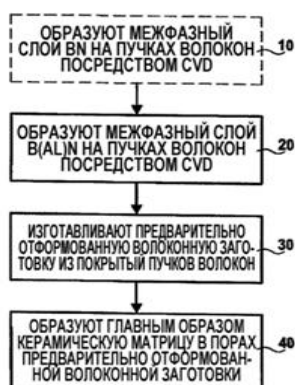 ОБРАЗУЮТ МЕЖФАЗНЫЙ
СЛОИ BN НА ПУЧКАХ ВОЛОКОН
ПОСРЕДСТВОМ CVD
10
ОБРАЗУЮТ МЕЖФАЗНЫЙ СЛОЙ
B(AL)N НА ПУЧКАХ ВОЛОКОН
ПОСРЕДСТВОМ CVD
20
ИЗГОТАВЛИВАЮТ ПРЕДВАРИТЕЛЬНО
ОТФОРМОВАННУЮ ВОЛОКОННУЮ ЗАГО-
ТОВКУ ИЗ ПОКРЫТЫЙ ПУЧКОВ ВОЛОКОН
30
ОБРАЗУЮТ ГЛАВНЫМ ОБРАЗОМ
КЕРАМИЧЕСКУЮ МАТРИЦУ В ПОРАХ
ПРЕДВАРИТЕЛЬНО ОТФОРМОВАН-
НОЙ ВОЛОКОННОЙ ЗАГОТОВКИ
40